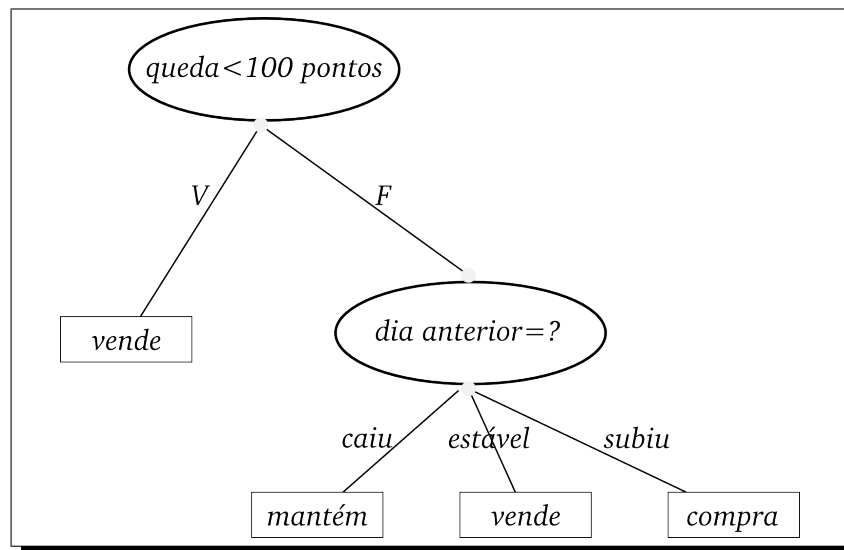 queda<100 pontos
V
F
vende
dia anterior=?
caiu
estável
subiu
mantém
vende
compra